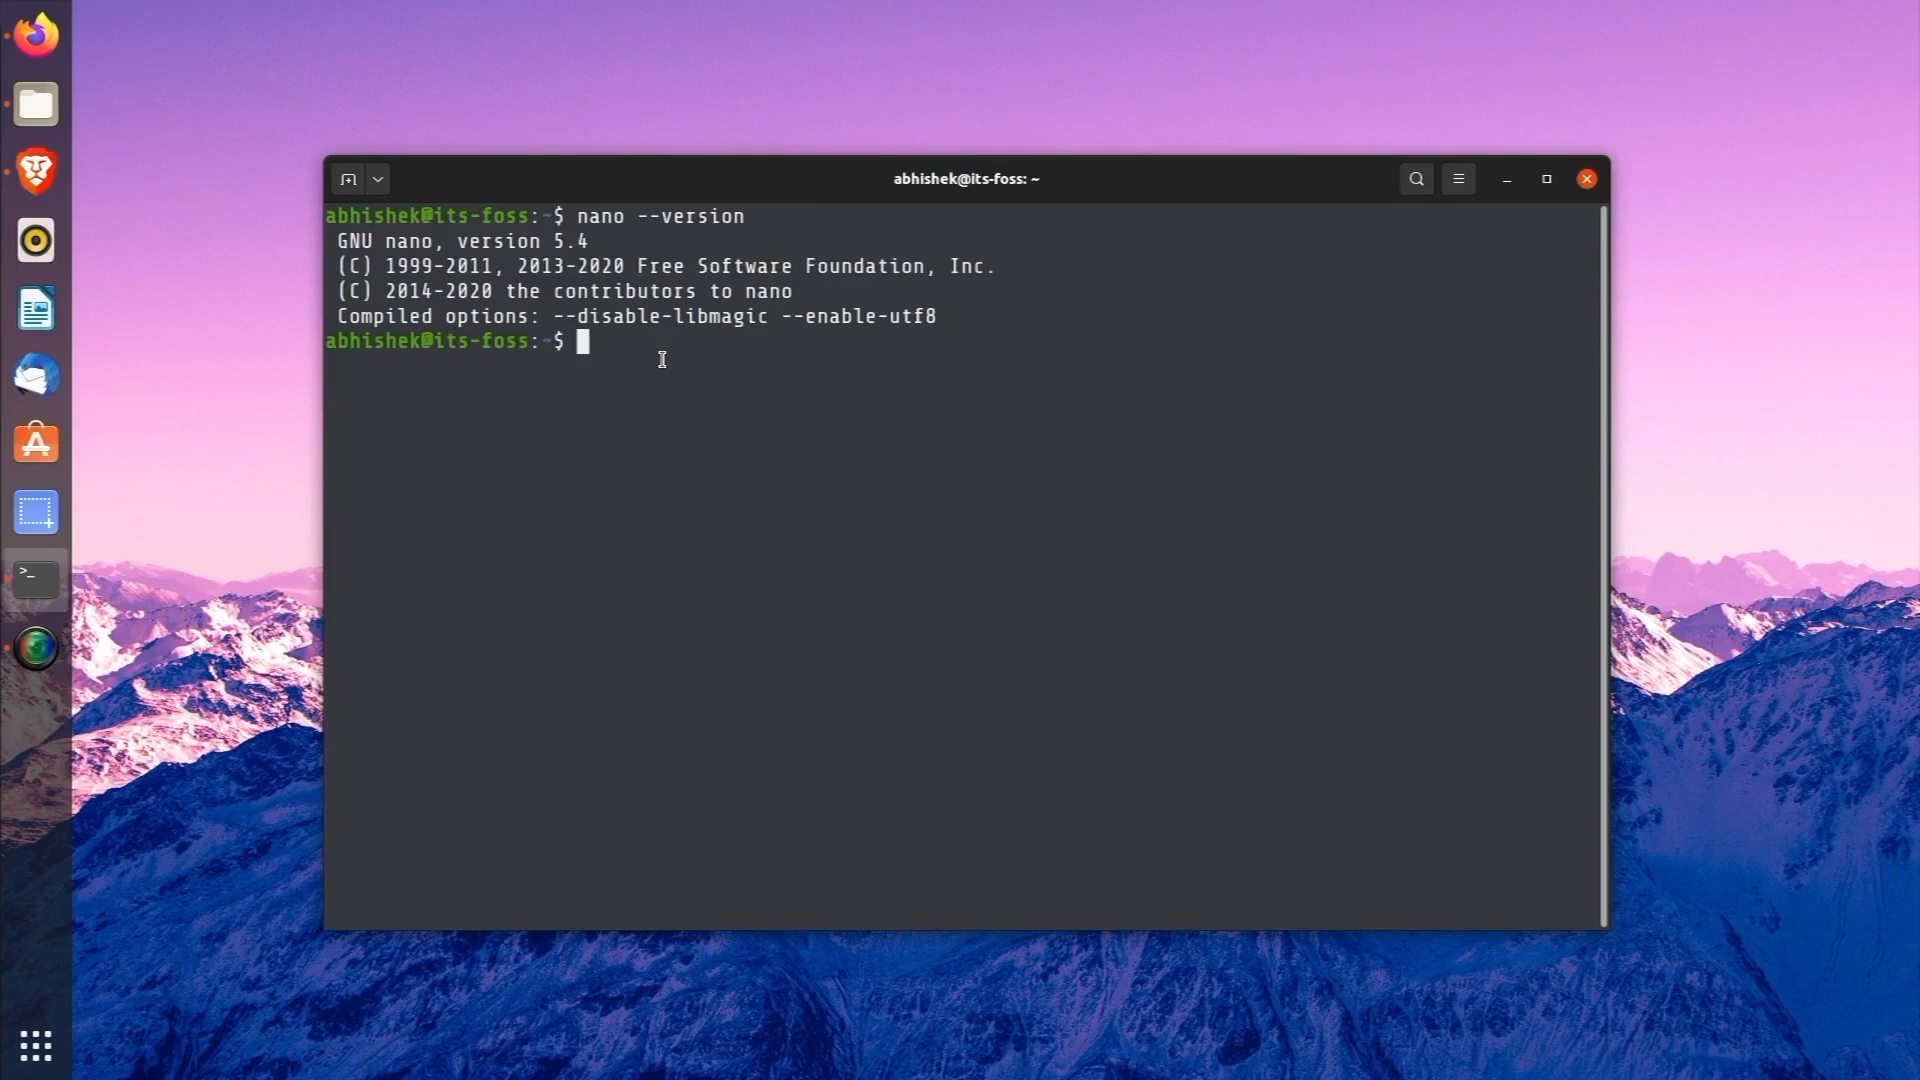 abhishek@its-foss: ~
abhishek@its-foss:~$ nano --version
GNU nano, version 5.4
(C) 1999-2011, 2013-2020 Free Software Foundation, Inc.
(C) 2014-2020 the contributors to nano
Compiled options: --disable-libmagic --enable-utf8
abhishek@its-foss:~$